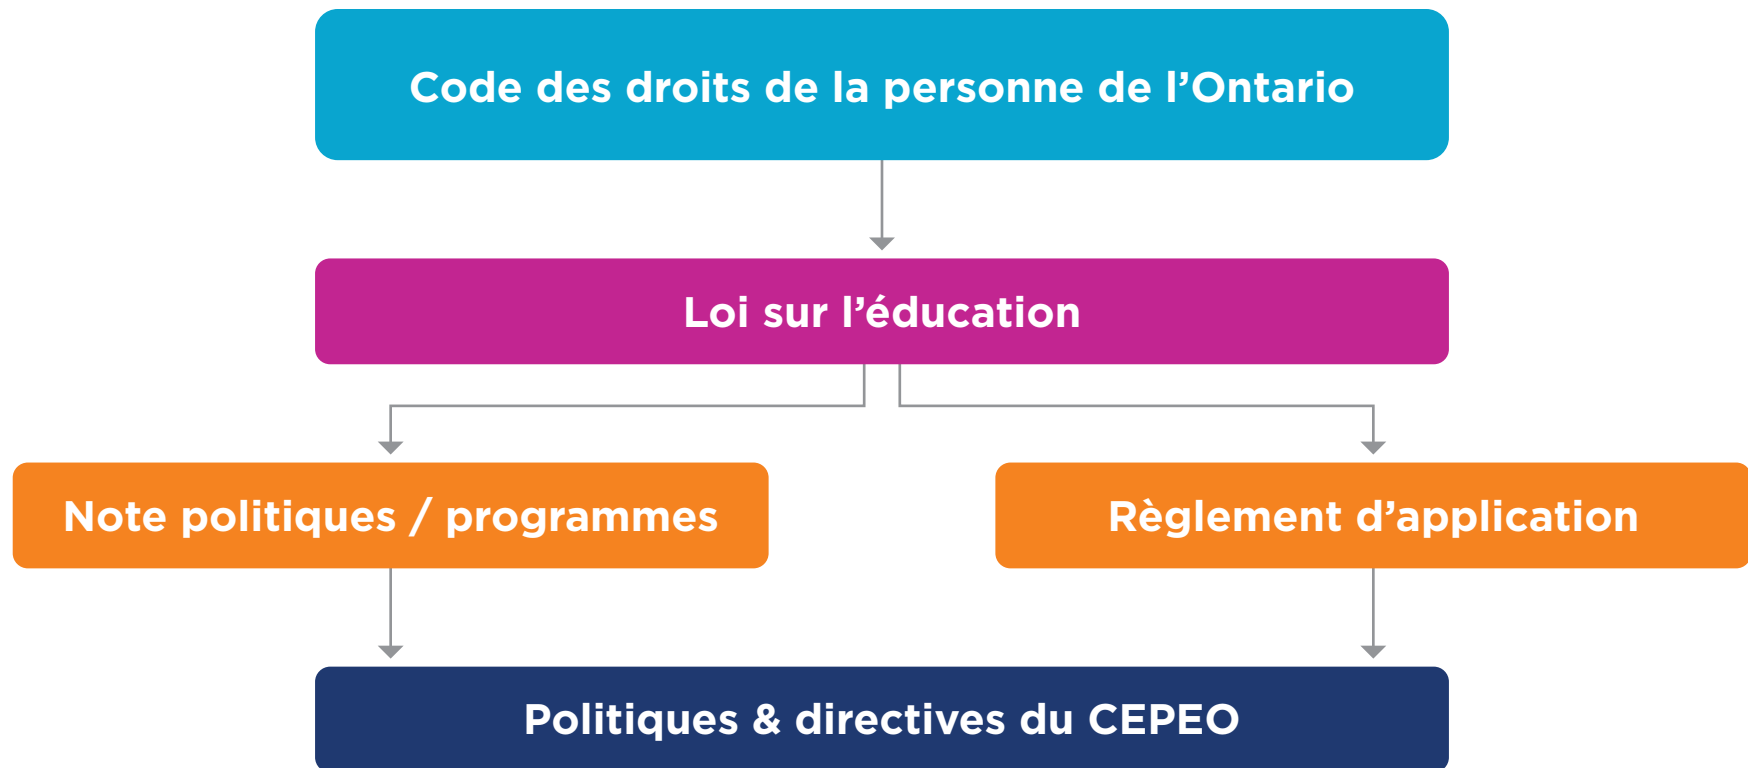 Code des droits de la personne de l’Ontario
Loi sur l’éducation
Note politiques / programmes
Règlement d’application
Politiques & directives du CEPEO